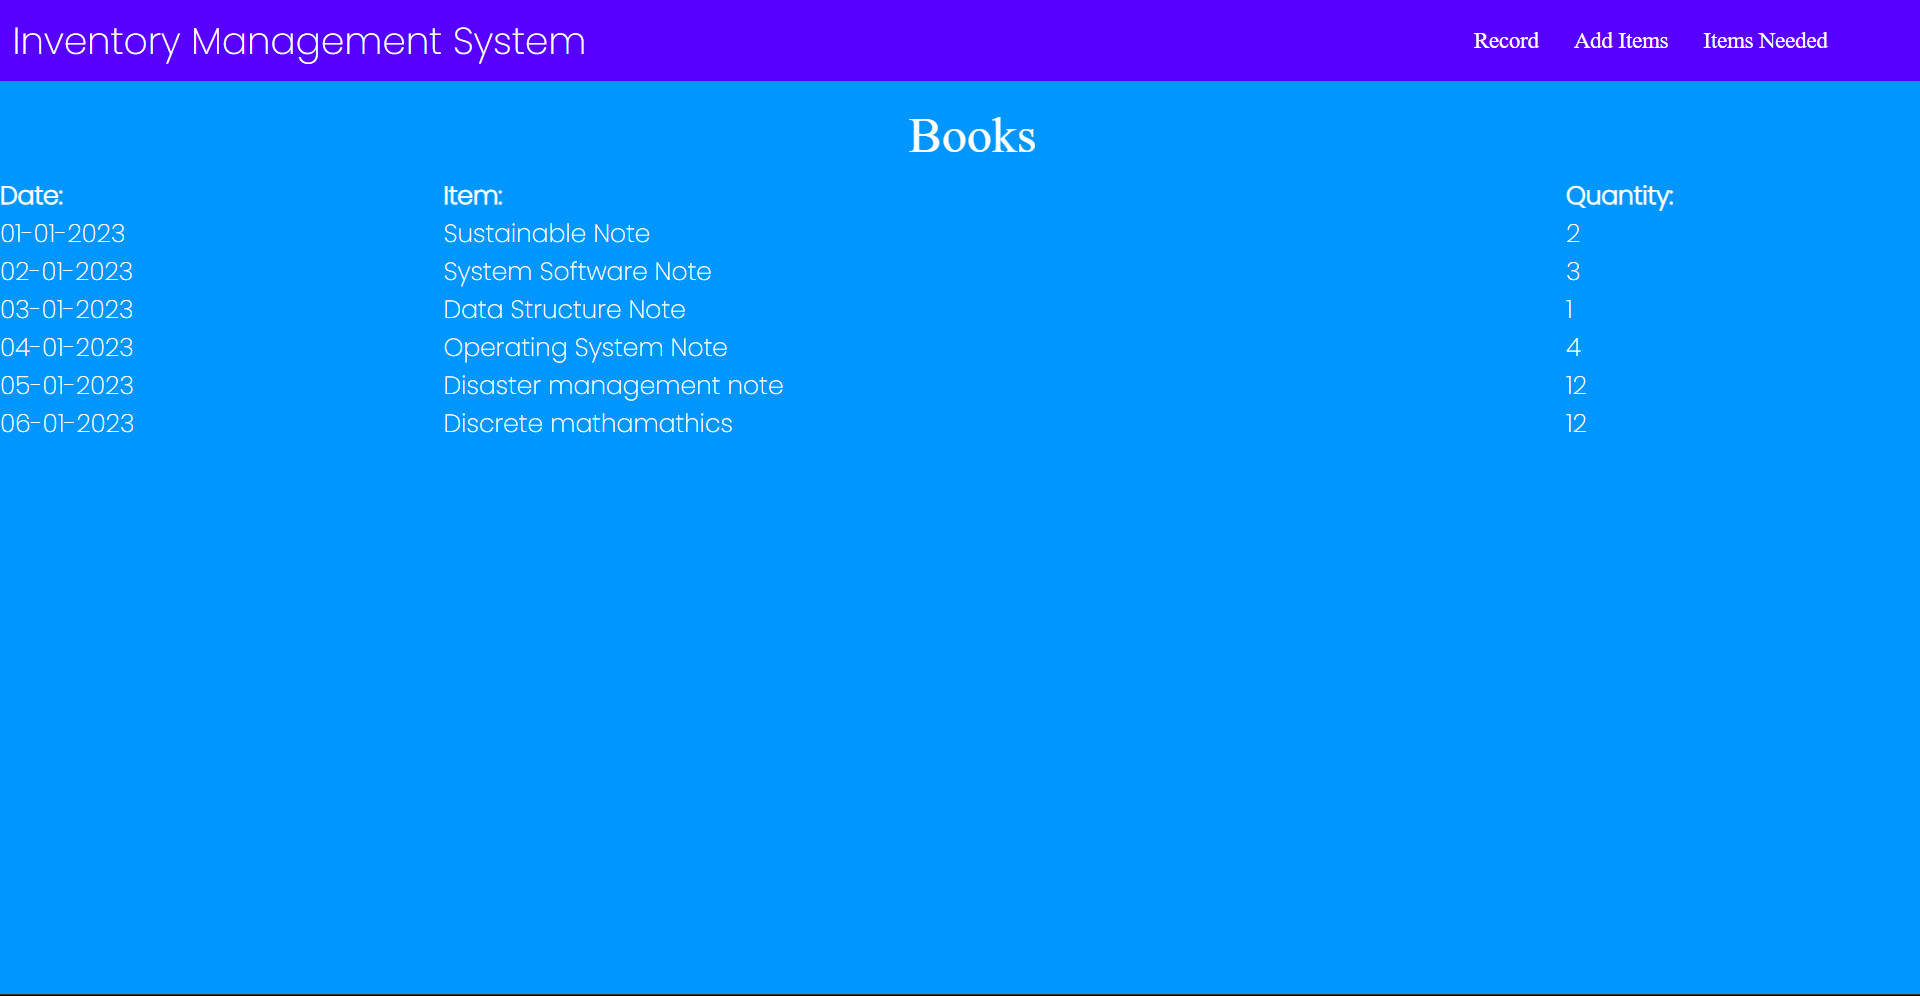 Inventory Management System Record Add Items Items Needed
Books
Date: Item: Quantity:
01-01-2023 Sustainable Note 2
02-01-2023 System Software Note 3
03-01-2023 Data Structure Note 1
04-01-2023 Operating System Note 4
05-01-2023 Disaster management note 12
06-01-2023 Discrete mathamathics 12